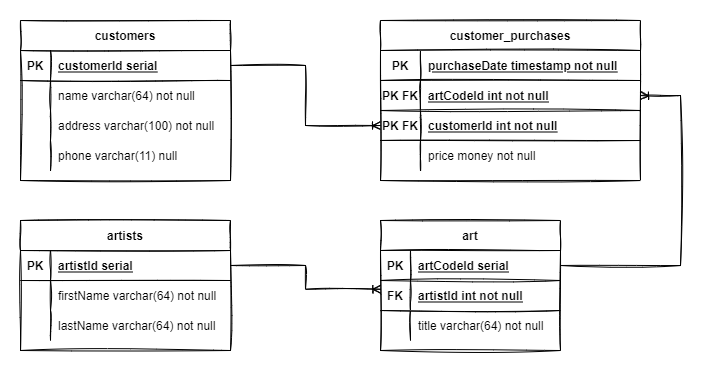 customers
PK customerId serial
name varchar(64) not null
address varchar(100) not null
phone varchar(11) null
customer_purchases
PK purchaseDate timestamp not null
PK FK artCodeId int not null
PK FK customerId int not null
price money not null
artists
PK artistId serial
firstName varchar(64) not null
lastName varchar(64) not null
art
PK artCodeId serial
FK artistId int not null
title varchar(64) not null